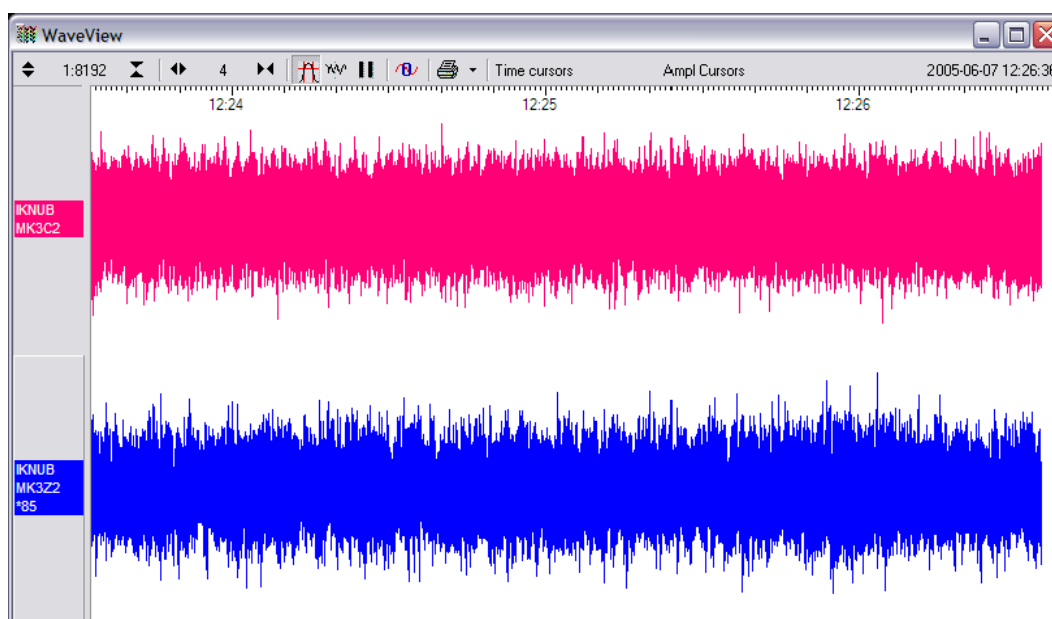 WaveView
1:8192 4 Time cursors Ampl Cursors 2005-06-07 12:26:36
12:24 12:25 12:26
IKNUB
MK3C2
IKNUB
MK3Z2
*85